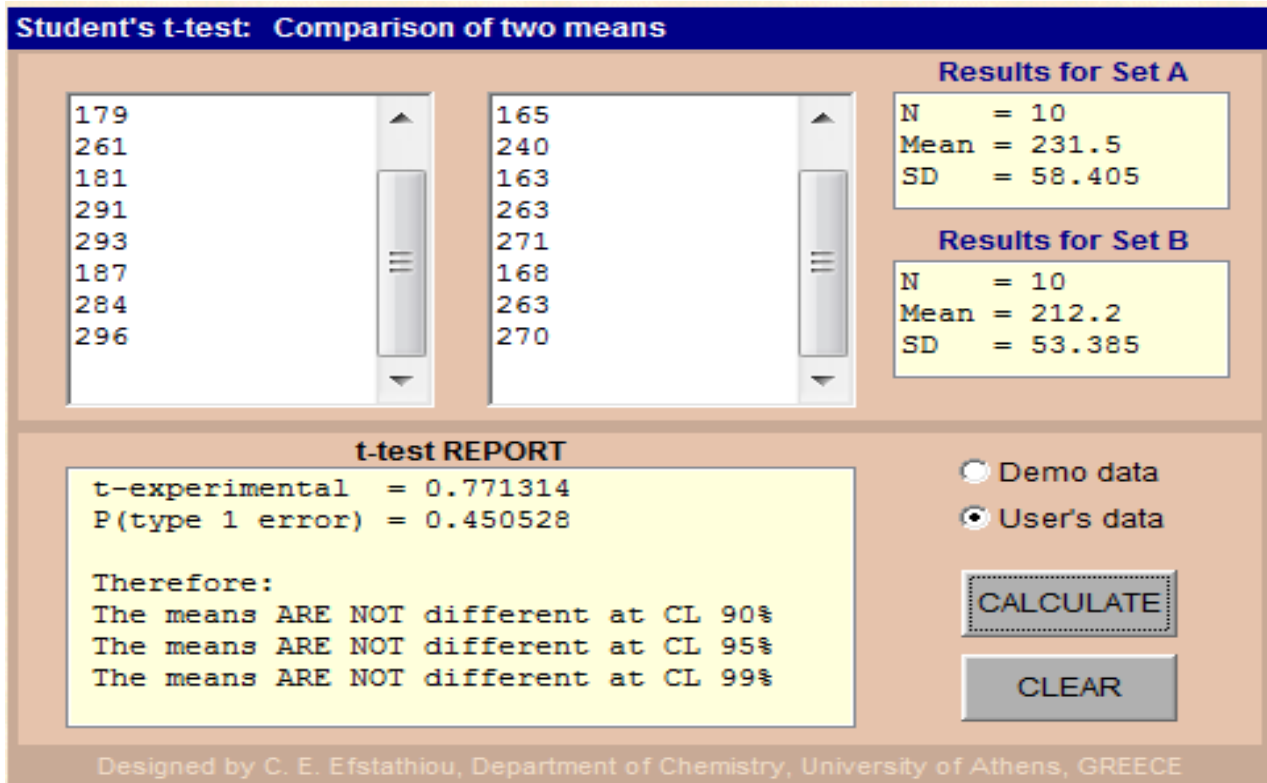 Student's t-test: Comparison of two means
179
261
181
291
293
187
284
296
165
240
163
263
271
168
263
270
Results for Set A
N = 10
Mean = 231.5
SD = 58.405
Results for Set B
N = 10
Mean = 212.2
SD = 53.385
t-test REPORT
t-experimental = 0.771314
P(type 1 error) = 0.450528
Therefore:
The means ARE NOT different at CL 90%
The means ARE NOT different at CL 95%
The means ARE NOT different at CL 99%
Demo data
User's data
CALCULATE
CLEAR
Designed by C. E. Efstathiou, Department of Chemistry, University of Athens, GREECE